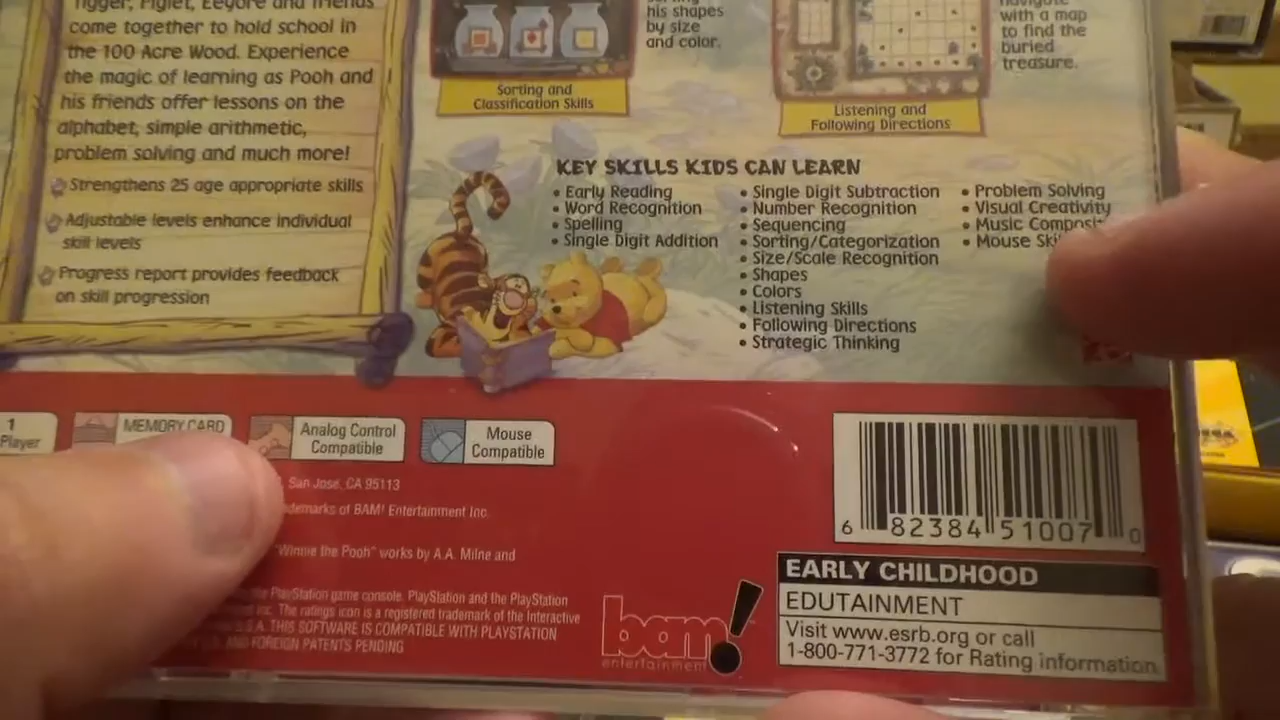 Tigger, Piglet, Eeyore and friends
come together to hold school in
the 100 Acre Wood. Experience
the magic of learning as Pooh and
his friends offer lessons on the
alphabet, simple arithmetic,
problem solving and much more!
Strengthens 25 age appropriate skills
Adjustable levels enhance individual
skill levels
Progress report provides feedback
on skill progression
his shapes
by size
and color.
Sorting and
Classification Skills
navigate
with a map
to find the
buried
treasure.
Listening and
Following Directions
KEY SKILLS KIDS CAN LEARN
• Early Reading
• Word Recognition
• Spelling
• Single Digit Addition
• Single Digit Subtraction
• Number Recognition
• Sequencing
• Sorting/Categorization
• Size/Scale Recognition
• Shapes
• Colors
• Listening Skills
• Following Directions
• Strategic Thinking
• Problem Solving
• Visual Creativity
• Music
• Mouse
1
Player
MEMORY CARD
Analog Control
Compatible
Mouse
Compatible
San Jose, CA 95113
of BAM! Entertainment Inc.
"Winnie the Pooh" works by A.A. Milne and
PlayStation game console. PlayStation and the PlayStation
Inc. The ratings icon is a registered trademark of the Interactive
THIS SOFTWARE IS COMPATIBLE WITH PLAYSTATION
AND FOREIGN PATENTS PENDING
bam!
entertainment
6 82384 51007 0
EARLY CHILDHOOD
EDUTAINMENT
Visit www.esrb.org or call
1-800-771-3772 for Rating information.